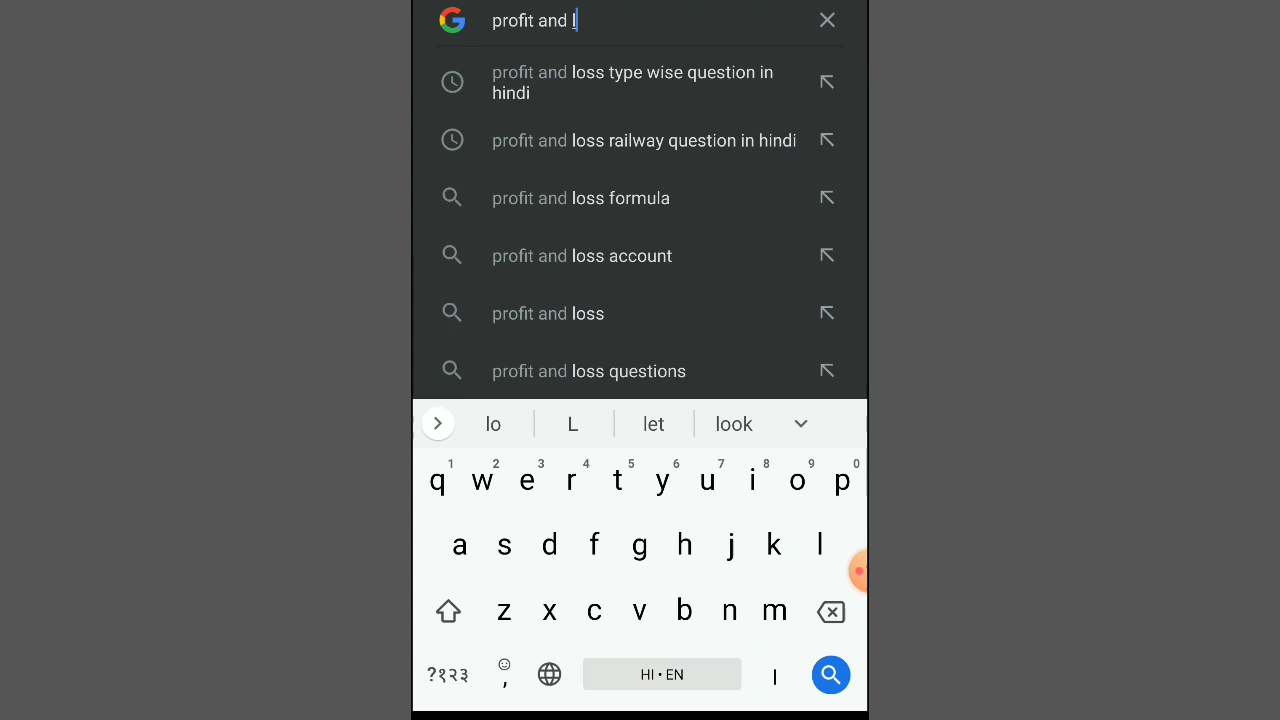 profit and l
profit and loss type wise question in
hindi
profit and loss railway question in hindi
profit and loss formula
profit and loss account
profit and loss
profit and loss questions
lo L let look
1 2 3 4 5 6 7 8 9 0
q w e r t y u i o p
a s d f g h j k l
z x c v b n m
?१२३ , HI • EN ।